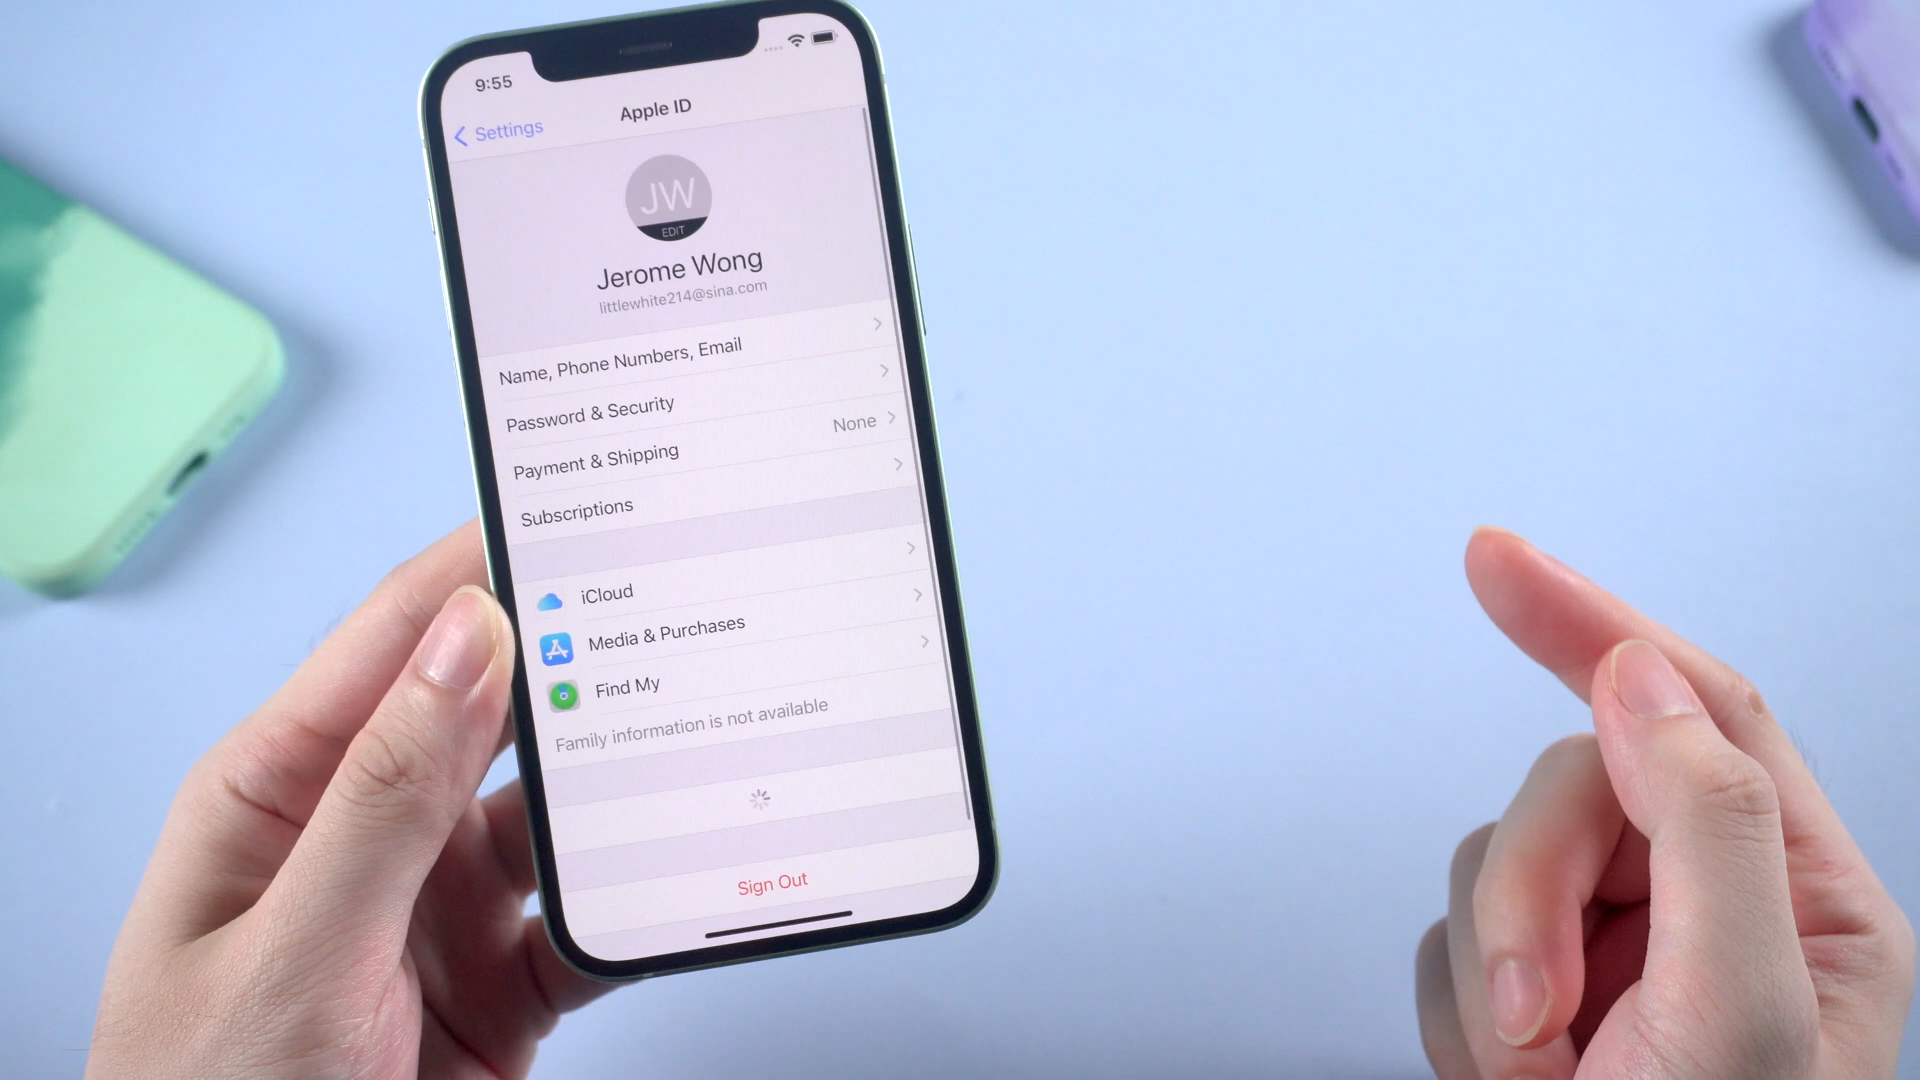 9:55
Settings
Apple ID
JW
EDIT
Jerome Wong
littlewhite214@sina.com
Name, Phone Numbers, Email
Password & Security
Payment & Shipping None
Subscriptions
iCloud
Media & Purchases
Find My
Family information is not available
Sign Out